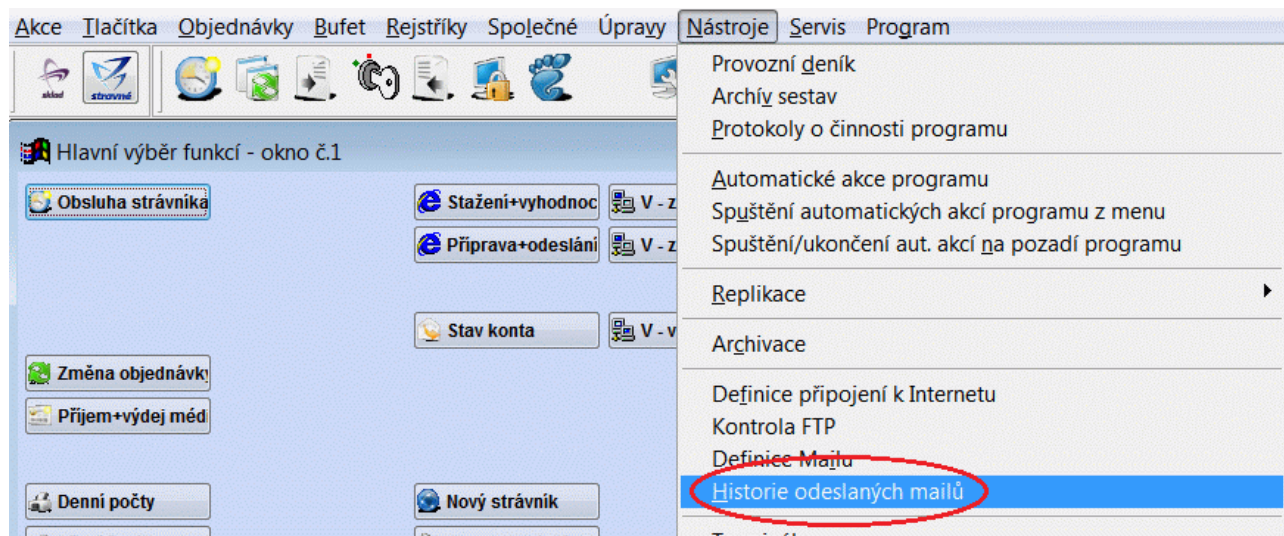 Akce Tlačítka Objednávky Bufet Rejstříky Společné Úpravy Nástroje Servis Program
sklad
stravné
Hlavní výběr funkcí - okno č.1
Obsluha strávníka
Stažení+vyhodnoc
V - z
Příprava+odeslání
V - z
Stav konta
V - v
Změna objednávk
Příjem+výdej médi
Denní počty
Nový strávník
Provozní deník
Archív sestav
Protokoly o činnosti programu
Automatické akce programu
Spuštění automatických akcí programu z menu
Spuštění/ukončení aut. akcí na pozadí programu
Replikace
Archivace
Definice připojení k Internetu
Kontrola FTP
Definice Mailu
Historie odeslaných mailů